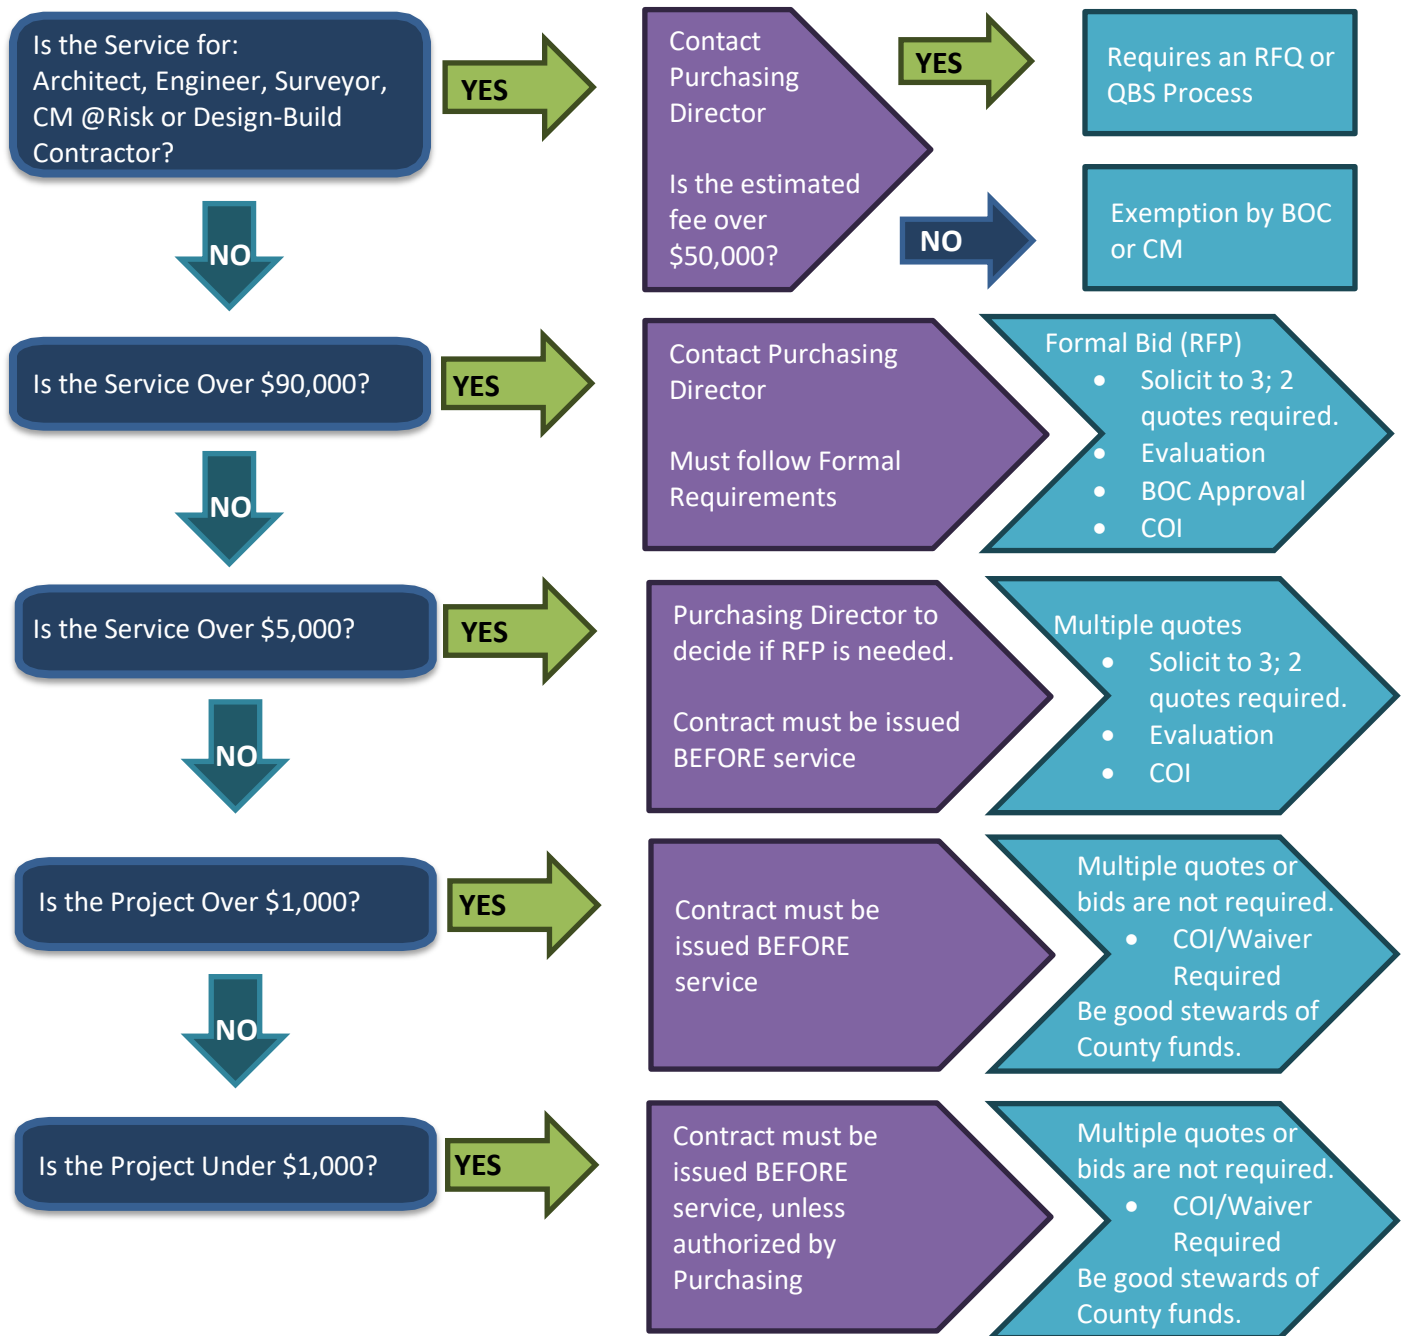 Is the Service for:
Architect, Engineer, Surveyor,
CM @Risk or Design-Build
Contractor?
YES
Contact
Purchasing
Director
Is the estimated
fee over
$50,000?
YES
Requires an RFQ or
QBS Process
NO
Exemption by BOC
or CM
NO
Is the Service Over $90,000?
YES
Contact Purchasing
Director
Must follow Formal
Requirements
Formal Bid (RFP)
• Solicit to 3; 2
quotes required.
• Evaluation
• BOC Approval
• COI
NO
Is the Service Over $5,000?
YES
Purchasing Director to
decide if RFP is needed.
Contract must be issued
BEFORE service
Multiple quotes
• Solicit to 3; 2
quotes required.
• Evaluation
• COI
NO
Is the Project Over $1,000?
YES
Contract must be
issued BEFORE
service
Multiple quotes or
bids are not required.
• COI/Waiver
Required
Be good stewards of
County funds.
NO
Is the Project Under $1,000?
YES
Contract must be
issued BEFORE
service, unless
authorized by
Purchasing
Multiple quotes or
bids are not required.
• COI/Waiver
Required
Be good stewards of
County funds.